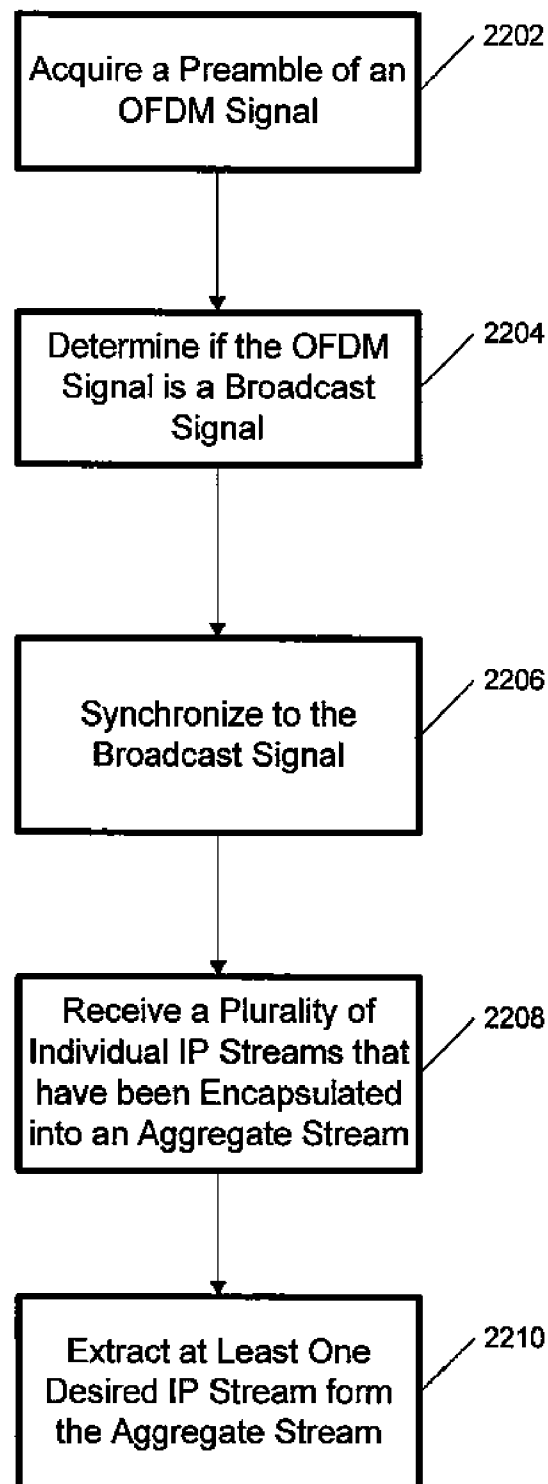 2202
Acquire a Preamble of an
OFDM Signal
2204
Determine if the OFDM
Signal is a Broadcast
Signal
2206
Synchronize to the
Broadcast Signal
2208
Receive a Plurality of
Individual IP Streams that
have been Encapsulated
into an Aggregate Stream
2210
Extract at Least One
Desired IP Stream form
the Aggregate Stream